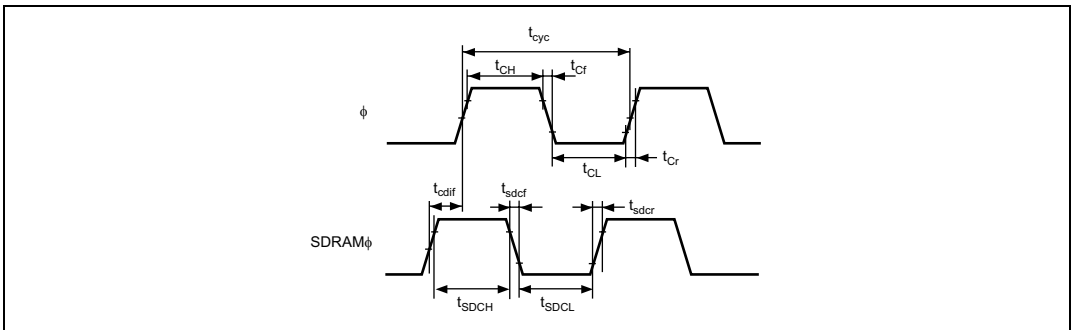 tcyc
tCH
tCf
ϕ
tCL
tCr
tcdif
tsdcf
tsdcr
SDRAMϕ
tSDCH
tSDCL